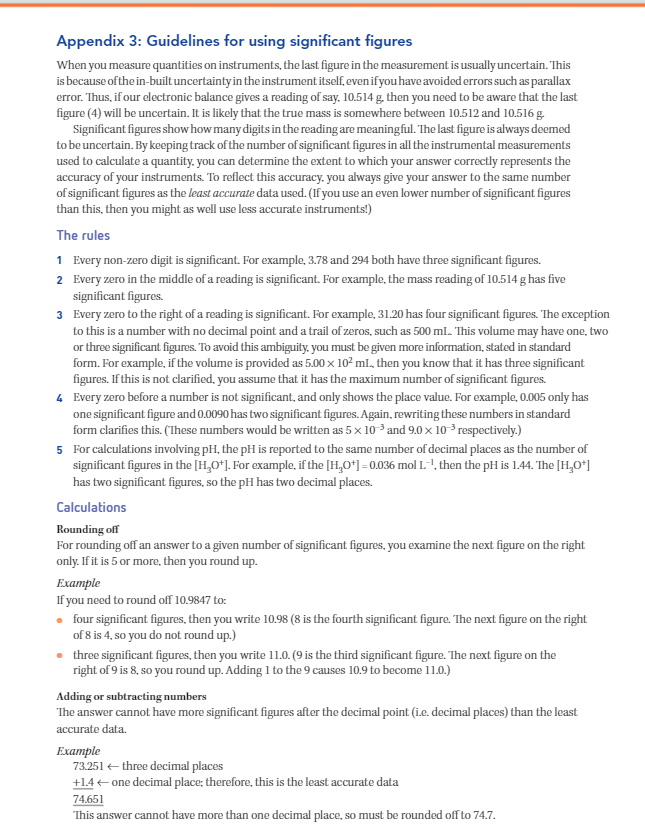 Appendix 3: Guidelines for using significant figures
When you measure quantities on instruments, the last figure in the measurement is usually uncertain. This
is because of the in-built uncertainty in the instrument itself, even if you have avoided errors such as parallax
error. Thus, if our electronic balance gives a reading of say, 10.514 g, then you need to be aware that the last
figure (4) will be uncertain. It is likely that the true mass is somewhere between 10.512 and 10.516 g.
Significant figures show how many digits in the reading are meaningful. The last figure is always deemed
to be uncertain. By keeping track of the number of significant figures in all the instrumental measurements
used to calculate a quantity, you can determine the extent to which your answer correctly represents the
accuracy of your instruments. To reflect this accuracy, you always give your answer to the same number
of significant figures as the least accurate data used. (If you use an even lower number of significant figures
than this, then you might as well use less accurate instruments!)
The rules
1 Every non-zero digit is significant. For example, 3.78 and 294 both have three significant figures.
2 Every zero in the middle of a reading is significant. For example, the mass reading of 10.514 g has five
significant figures.
3 Every zero to the right of a reading is significant. For example, 31.20 has four significant figures. The exception
to this is a number with no decimal point and a trail of zeros, such as 500 mL. This volume may have one, two
or three significant figures. To avoid this ambiguity, you must be given more information, stated in standard
form. For example, if the volume is provided as 5.00 × 10² mL, then you know that it has three significant
figures. If this is not clarified, you assume that it has the maximum number of significant figures.
4 Every zero before a number is not significant, and only shows the place value. For example, 0.005 only has
one significant figure and 0.0090 has two significant figures. Again, rewriting these numbers in standard
form clarifies this. (These numbers would be written as 5 × 10⁻³ and 9.0 × 10⁻³ respectively.)
5 For calculations involving pH, the pH is reported to the same number of decimal places as the number of
significant figures in the [H₃O⁺]. For example, if the [H₃O⁺] = 0.036 mol L⁻¹, then the pH is 1.44. The [H₃O⁺]
has two significant figures, so the pH has two decimal places.
Calculations
Rounding off
For rounding off an answer to a given number of significant figures, you examine the next figure on the right
only. If it is 5 or more, then you round up.
Example
If you need to round off 10.9847 to:
• four significant figures, then you write 10.98 (8 is the fourth significant figure. The next figure on the right
of 8 is 4, so you do not round up.)
• three significant figures, then you write 11.0. (9 is the third significant figure. The next figure on the
right of 9 is 8, so you round up. Adding 1 to the 9 causes 10.9 to become 11.0.)
Adding or subtracting numbers
The answer cannot have more significant figures after the decimal point (i.e. decimal places) than the least
accurate data.
Example
73.251 ← three decimal places
+1.4 ← one decimal place; therefore, this is the least accurate data
74.651
This answer cannot have more than one decimal place, so must be rounded off to 74.7.